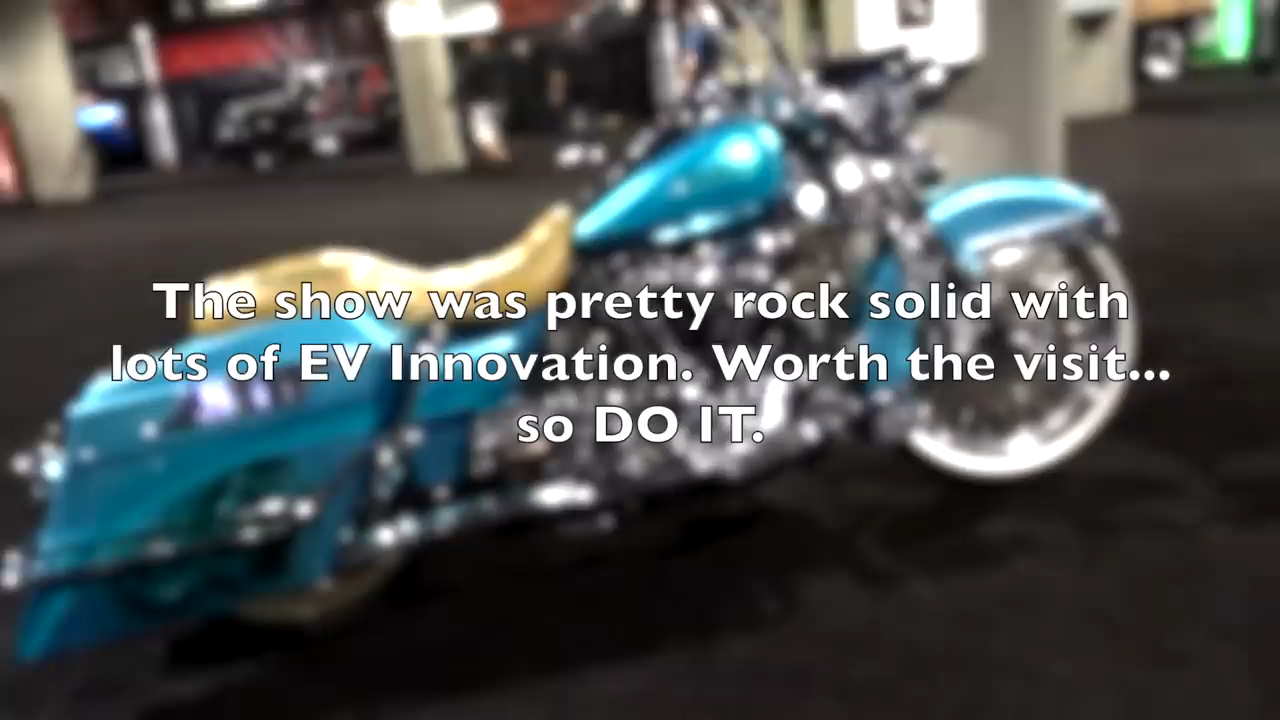 The show was pretty rock solid with
lots of EV Innovation. Worth the visit...
so DO IT.